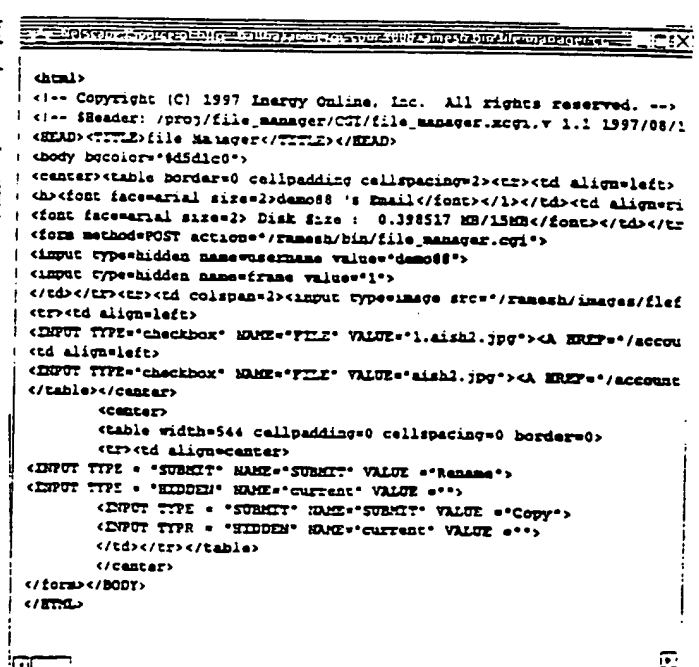 <html>
<!-- Copyright (C) 1997 Inergy Online, Inc. All rights reserved. -->
<!-- $Header: /proj/file_manager/CGI/file_manager.xcgi,v 1.1 1997/08/1
<HEAD><TITLE>file Manager</TITLE></HEAD>
<body bgcolor="#d5d1c0">
<center><table border=0 cellpadding cellspacing=2><tr><td align=left>
<b><font face=arial size=2>demo88 's Email</font></b></td><td align=ri
<font face=arial size=2> Disk Size : 0.398517 MB/15MB</font></td></tr
<form method=POST action="/ramesh/bin/file_manager.cgi">
<input type=hidden name=username value="demo88">
<input type=hidden name=frame value="1">
</td></tr><tr><td colspan=2><input type=image src="/ramesh/images/flef
<tr><td align=left>
<INPUT TYPE="checkbox" NAME="FILE" VALUE="1.aish2.jpg"><A HREF="/accou
<td align=left>
<INPUT TYPE="checkbox" NAME="FILE" VALUE="aish2.jpg"><A HREF="/account
</table></center>
<center>
<table width=544 cellpadding=0 cellspacing=0 border=0>
<tr><td align=center>
<INPUT TYPE = "SUBMIT" NAME="SUBMIT" VALUE ="Rename">
<INPUT TYPE = "HIDDEN" NAME="current" VALUE ="">
<INPUT TYPE = "SUBMIT" NAME="SUBMIT" VALUE ="Copy">
<INPUT TYPR = "HIDDEN" NAME="current" VALUE ="">
</td></tr></table>
</center>
</form></BODY>
</HTML>